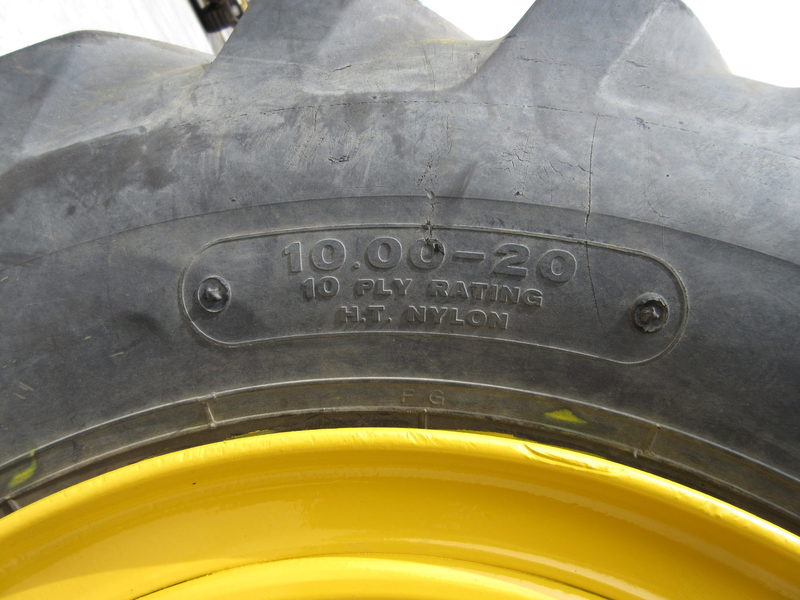 10.00-20
10 PLY RATING
H.T. NYLON
F G